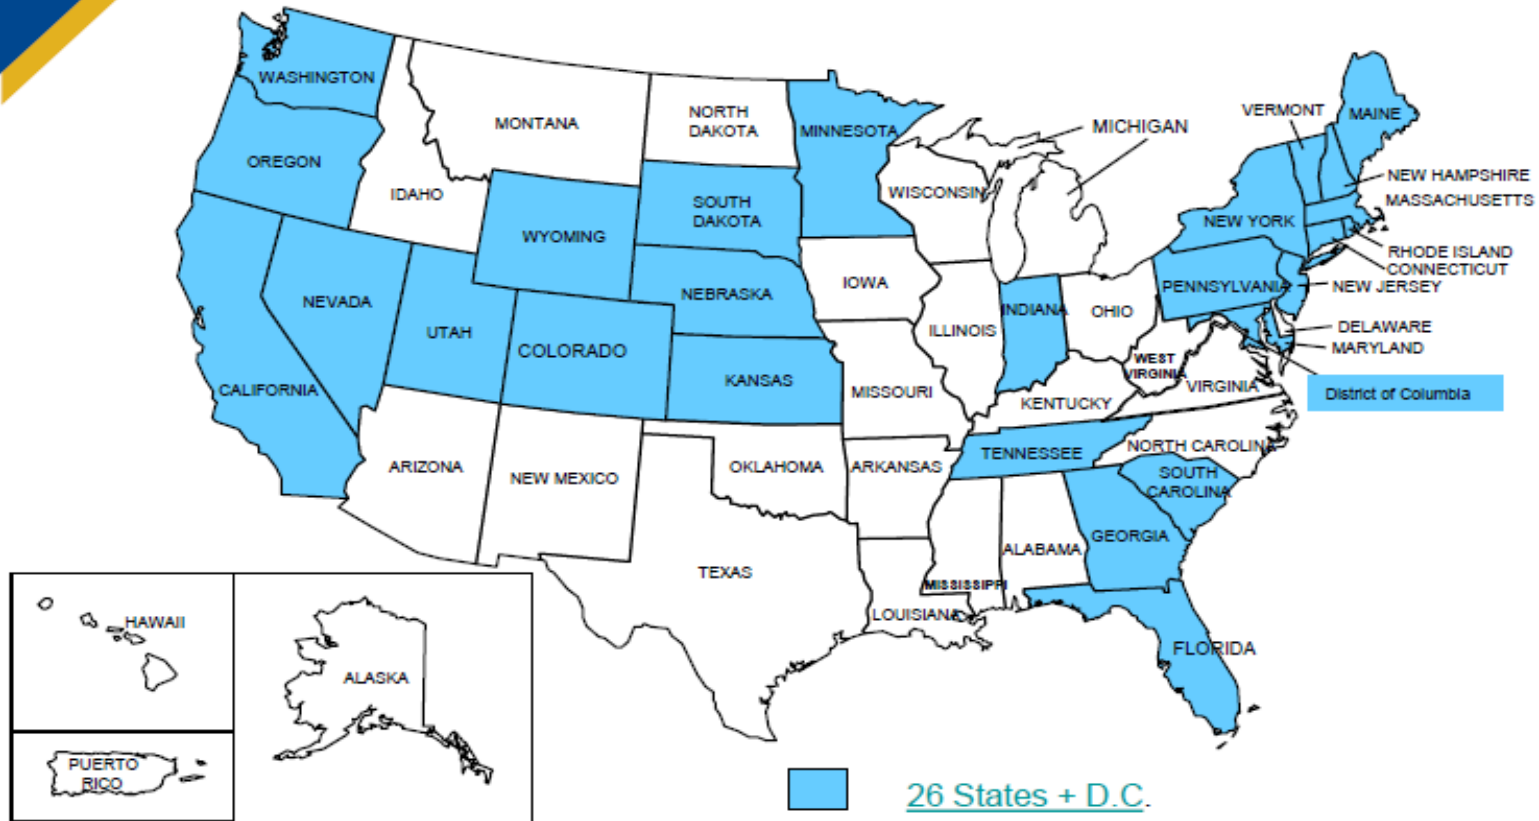 WASHINGTON
MONTANA
NORTH
DAKOTA
MINNESOTA
MICHIGAN
VERMONT
MAINE
OREGON
IDAHO
WYOMING
SOUTH
DAKOTA
WISCONSIN
NEW YORK
NEW HAMPSHIRE
MASSACHUSETTS
RHODE ISLAND
CONNECTICUT
NEW JERSEY
PENNSYLVANIA
NEVADA
UTAH
COLORADO
NEBRASKA
IOWA
ILLINOIS
INDIANA
OHIO
DELAWARE
MARYLAND
District of Columbia
CALIFORNIA
KANSAS
MISSOURI
WEST
VIRGINIA
VIRGINIA
KENTUCKY
ARIZONA
NEW MEXICO
OKLAHOMA
ARKANSAS
TENNESSEE
NORTH CAROLINA
SOUTH
CAROLINA
TEXAS
LOUISIANA
MISSISSIPPI
ALABAMA
GEORGIA
FLORIDA
HAWAII
ALASKA
PUERTO
RICO
26 States + D.C.